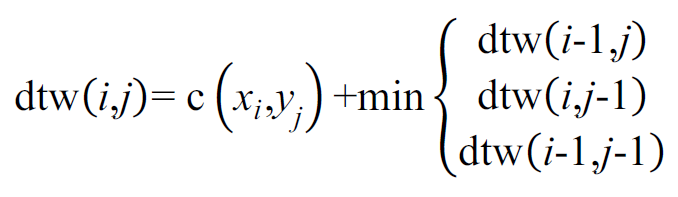 dtw(i-1,j)
dtw(i,j)= c (x_i,y_j) +min { dtw(i,j-1)
dtw(i-1,j-1)